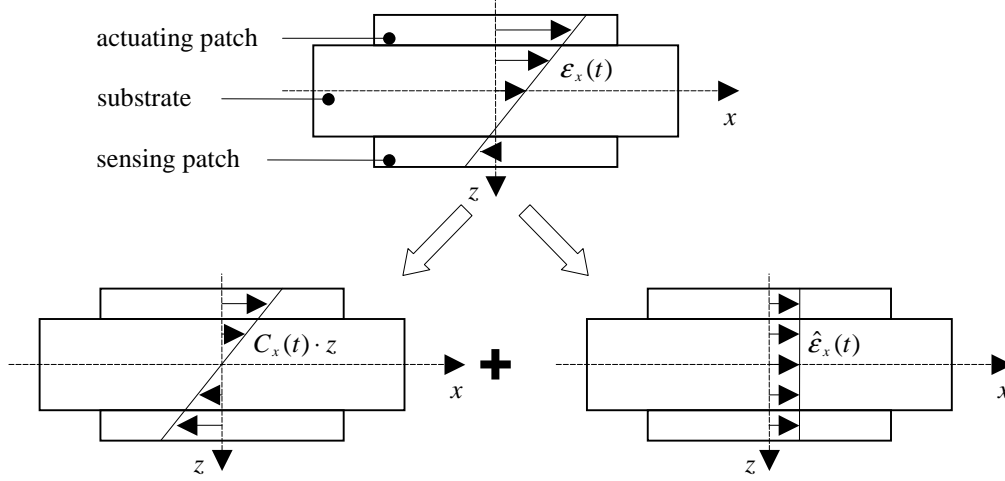 actuating patch
ε_x(t)
substrate
x
sensing patch
z
C_x(t) · z
ε̂_x(t)
+
x
x
z
z